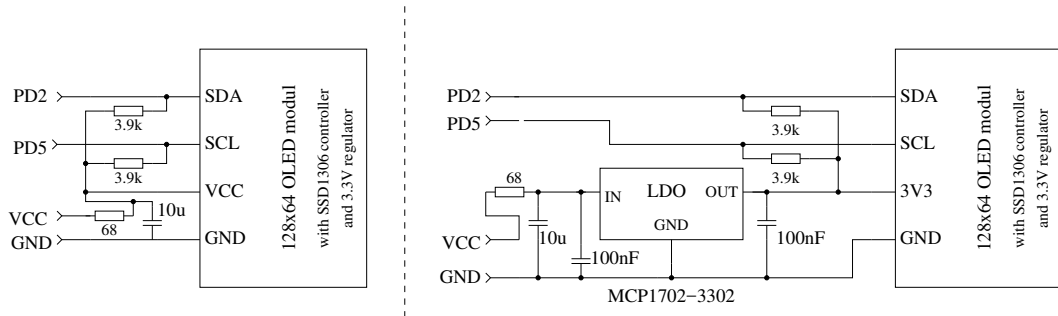 PD2
SDA
3.9k
PD5
SCL
3.9k
VCC
VCC
68
10u
GND
GND
128x64 OLED modul
with SSD1306 controller
and 3.3V regulator
PD2
SDA
3.9k
PD5
SCL
3.9k
68
IN
LDO
OUT
GND
3V3
VCC
10u
100nF
100nF
GND
GND
MCP1702−3302
128x64 OLED modul
with SSD1306 controller
and 3.3V regulator